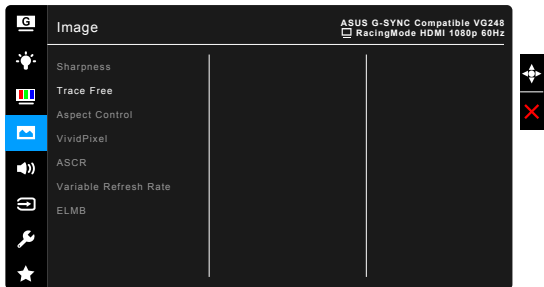 G
Image
ASUS G-SYNC Compatible VG248
RacingMode HDMI 1080p 60Hz
Sharpness
Trace Free
Aspect Control
VividPixel
ASCR
Variable Refresh Rate
ELMB